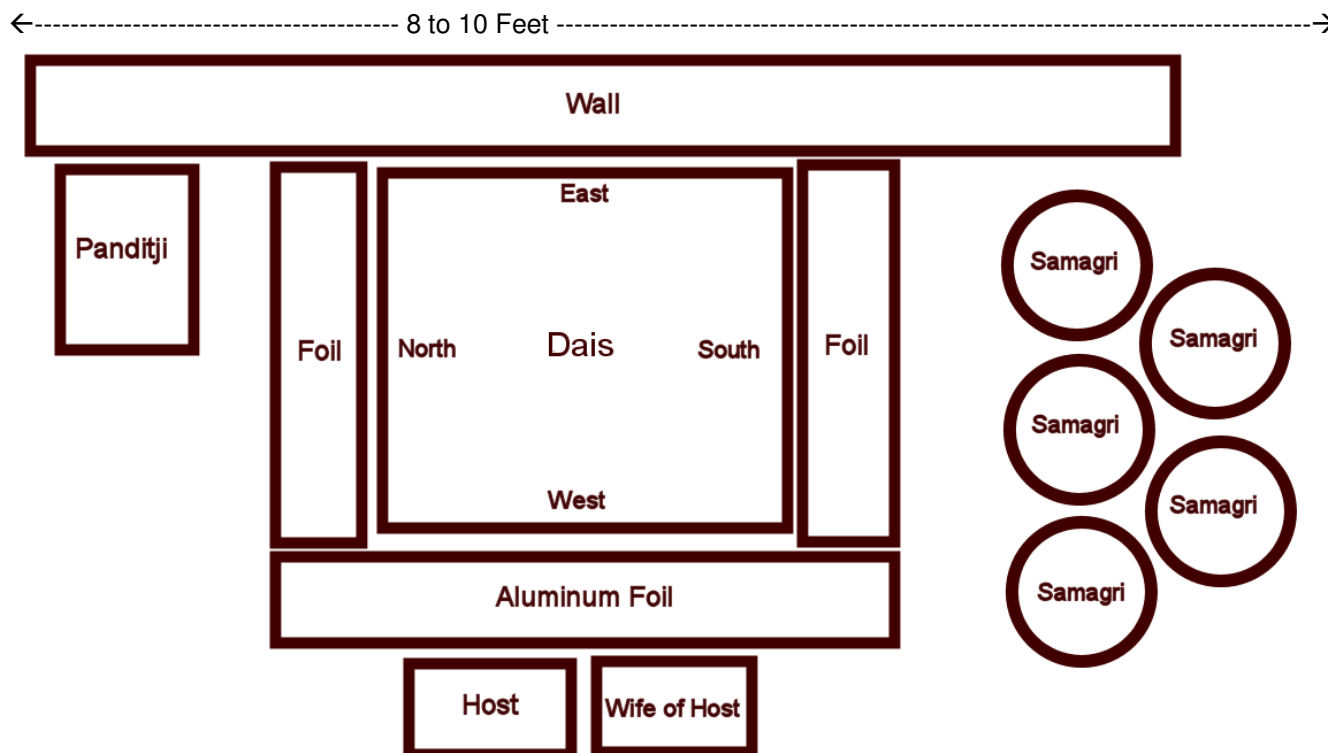 8 to 10 Feet
Wall
East
Panditji
Samagri
Samagri
Foil
North
Dais
South
Foil
Samagri
West
Samagri
Aluminum Foil
Samagri
Host
Wife of Host